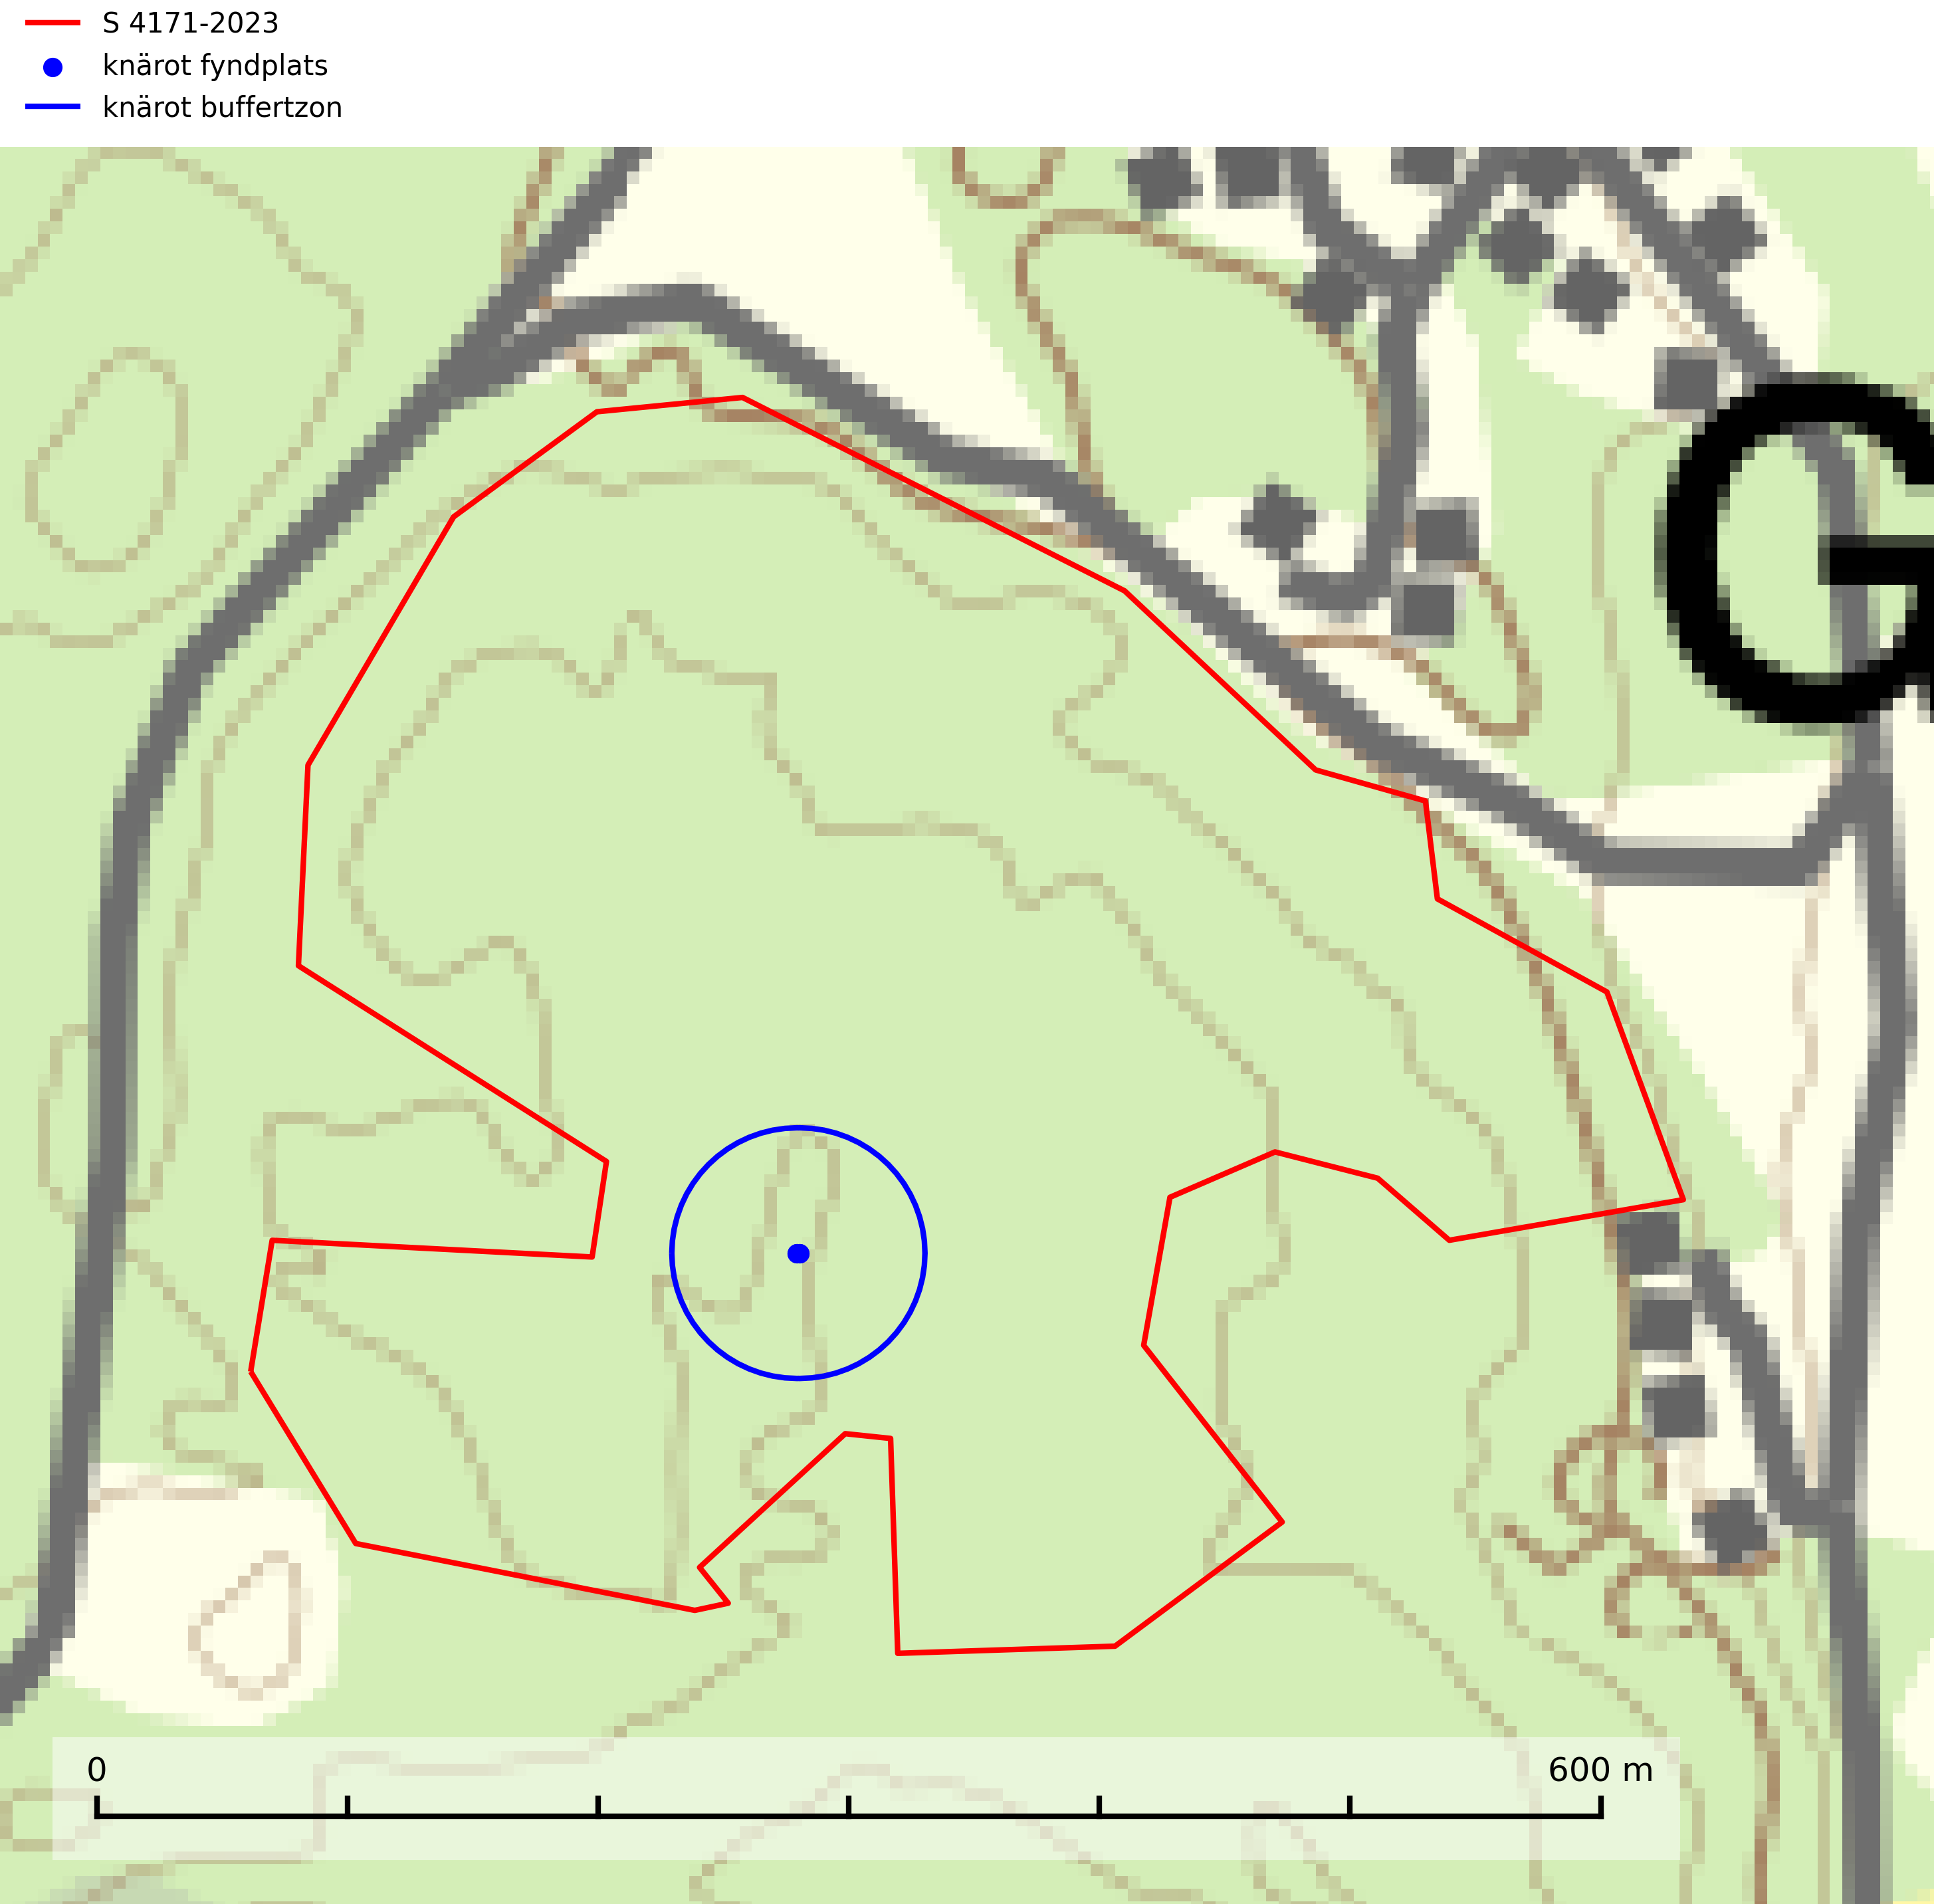 S 4171-2023
knärot fyndplats
knärot buffertzon
G
0
600 m